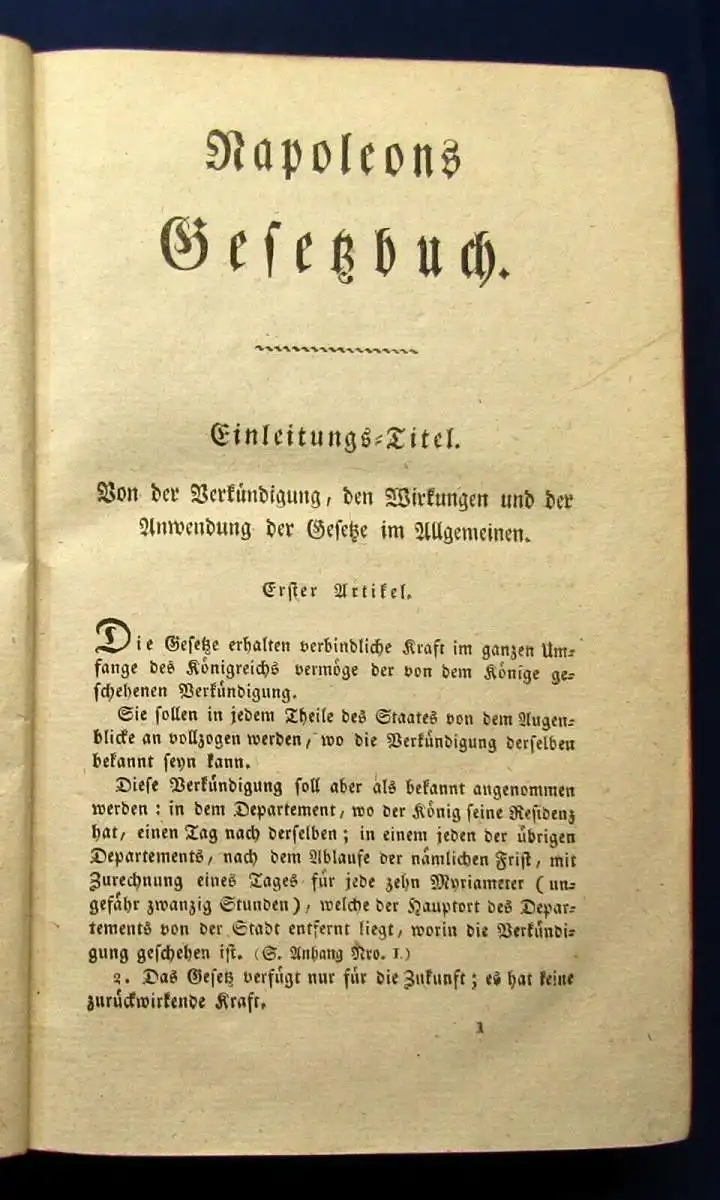 Napoleons
Gesetzbuch.
Einleitungs-Titel.
Von der Verkündigung, den Wirkungen und der
Anwendung der Gesetze im Allgemeinen.
Erster Artikel.
Die Gesetze erhalten verbindliche Kraft im ganzen Um-
fange des Königreichs vermöge der von dem Könige ge-
schehenen Verkündigung.
Sie sollen in jedem Theile des Staates von dem Augen-
blicke an vollzogen werden, wo die Verkündigung derselben
bekannt seyn kann.
Diese Verkündigung soll aber als bekannt angenommen
werden: in dem Departement, wo der König seine Residenz
hat, einen Tag nach derselben; in einem jeden der übrigen
Departements, nach dem Ablaufe der nämlichen Frist, mit
Zurechnung eines Tages für jede zehn Myriameter (un-
gefähr zwanzig Stunden), welche der Hauptort des Depar-
tements von der Stadt entfernt liegt, worin die Verkündi-
gung geschehen ist. (S. Anhang Nro. I.)
2. Das Gesetz verfügt nur für die Zukunft; es hat keine
zurückwirkende Kraft.
1